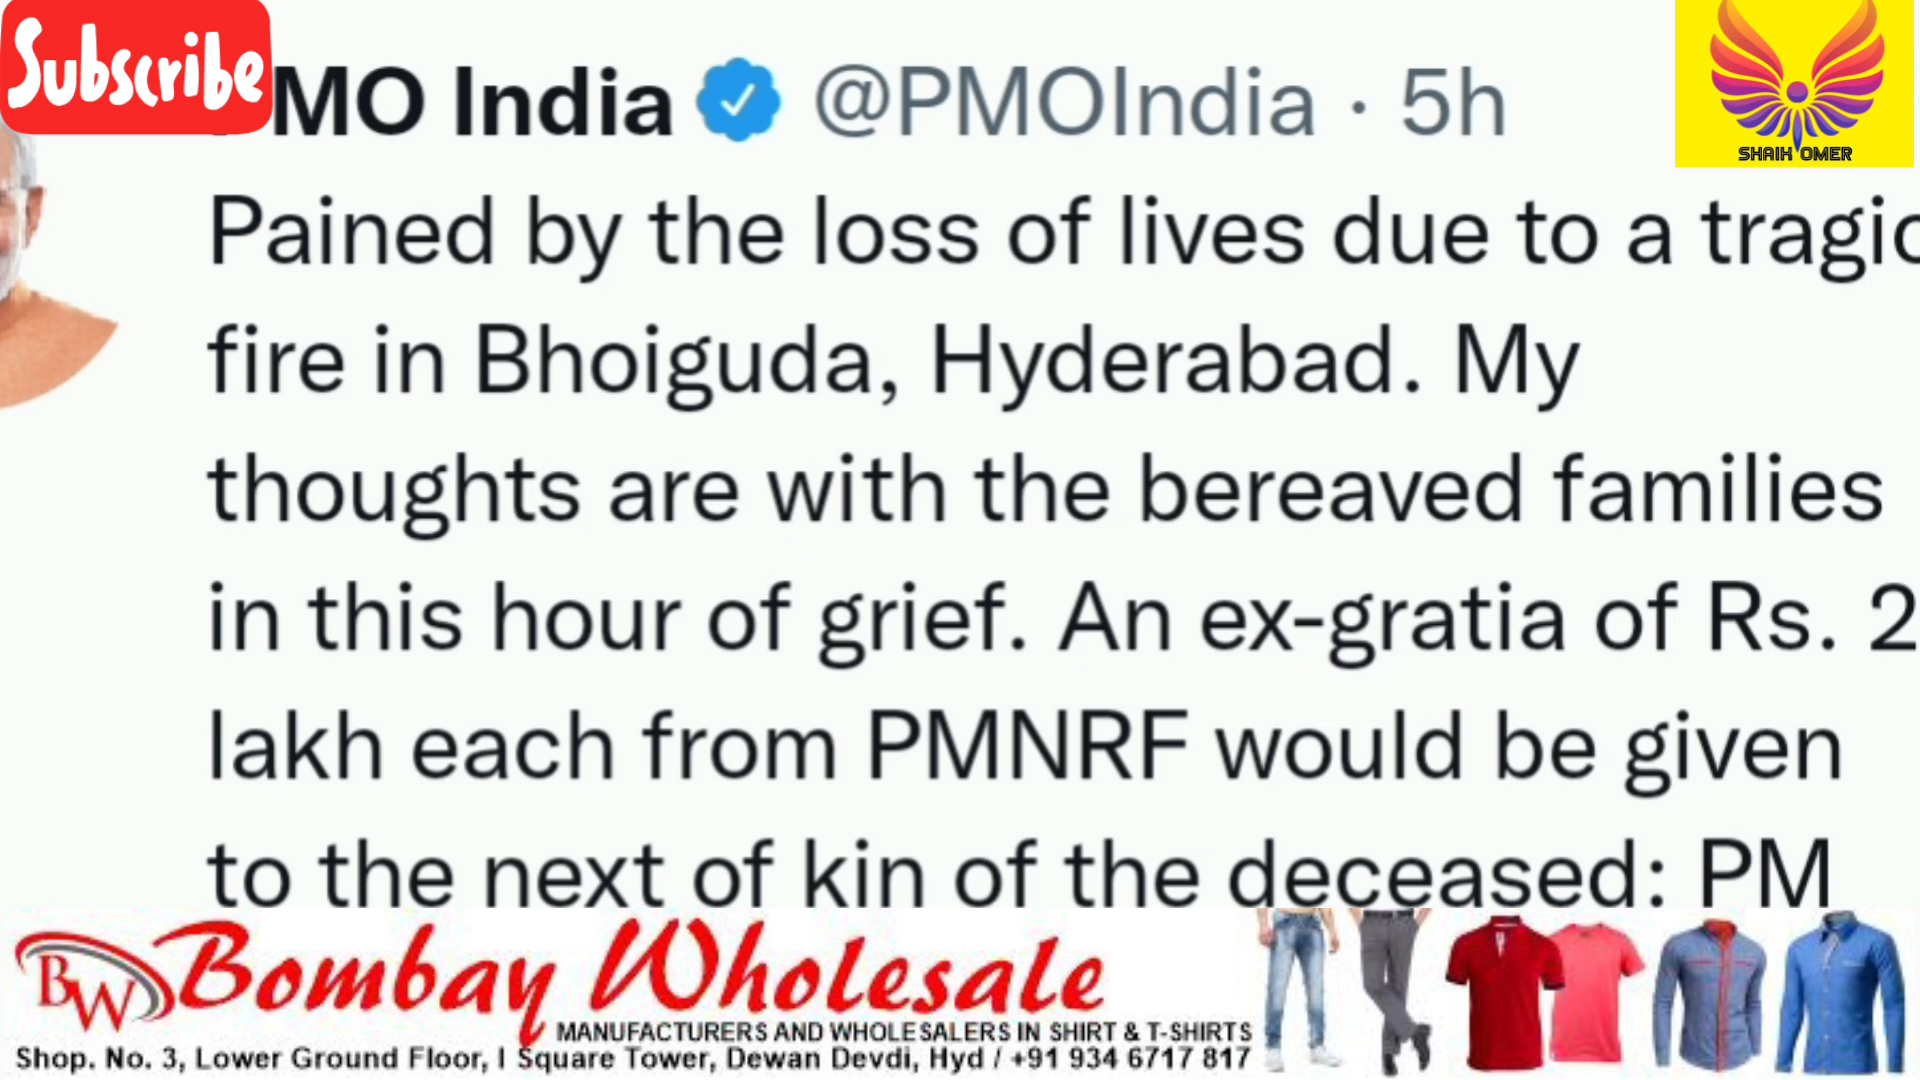 Subscribe
MO India @PMOIndia · 5h
SHAIK OMER
Pained by the loss of lives due to a tragic
fire in Bhoiguda, Hyderabad. My
thoughts are with the bereaved families
in this hour of grief. An ex-gratia of Rs. 2
lakh each from PMNRF would be given
to the next of kin of the deceased: PM
BW Bombay Wholesale
MANUFACTURERS AND WHOLESALERS IN SHIRT & T-SHIRTS
Shop. No. 3, Lower Ground Floor, I Square Tower, Dewan Devdi, Hyd / +91 934 6717 817